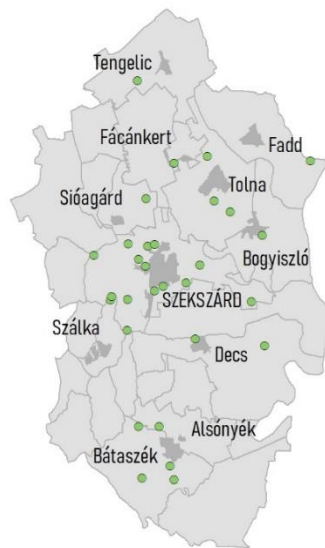 Tengelic
Fácánkert
Fadd
Tolna
Sióagárd
Bogyiszló
SZEKSZÁRD
Szálka
Decs
Alsónyék
Bátaszék